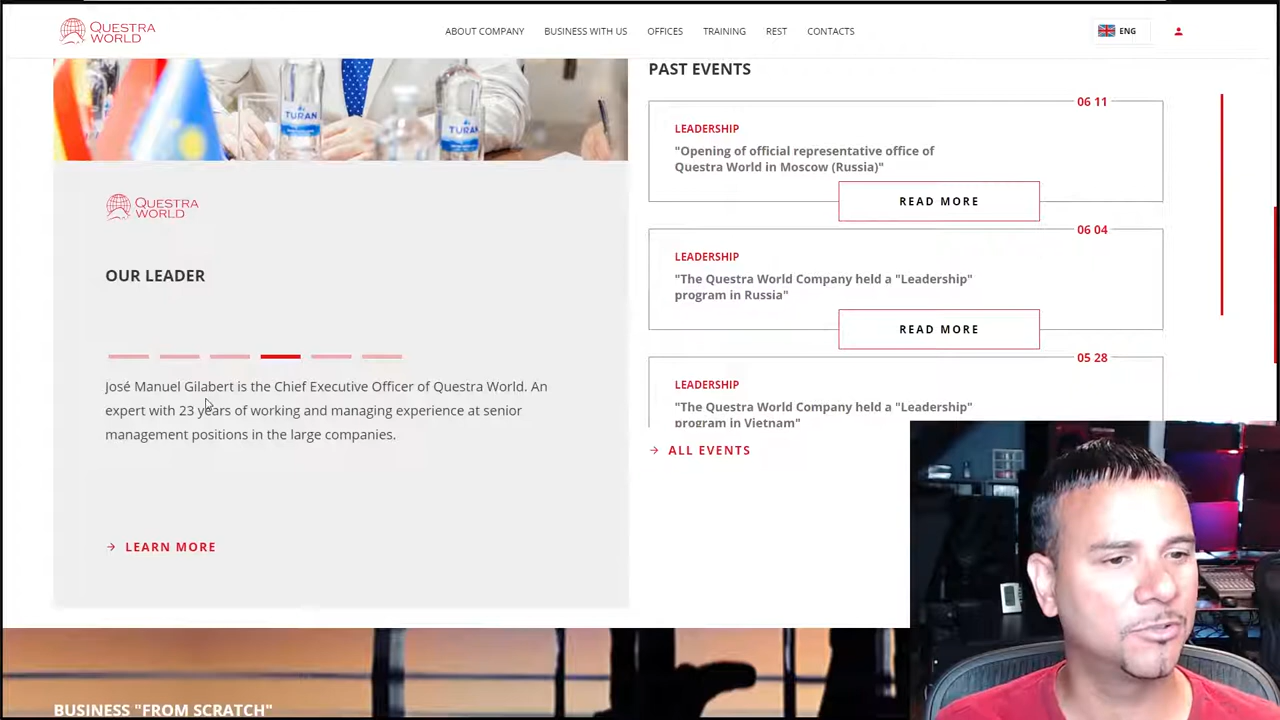 QUESTRA
WORLD
ABOUT COMPANY
BUSINESS WITH US
OFFICES
TRAINING
REST
CONTACTS
ENG
TURAN
TURAN
QUESTRA
WORLD
OUR LEADER
José Manuel Gilabert is the Chief Executive Officer of Questra World. An
expert with 23 years of working and managing experience at senior
management positions in the large companies.
LEARN MORE
PAST EVENTS
06 11
LEADERSHIP
"Opening of official representative office of
Questra World in Moscow (Russia)"
READ MORE
06 04
LEADERSHIP
"The Questra World Company held a "Leadership"
program in Russia"
READ MORE
05 28
LEADERSHIP
"The Questra World Company held a "Leadership"
program in Vietnam"
ALL EVENTS
BUSINESS "FROM SCRATCH"